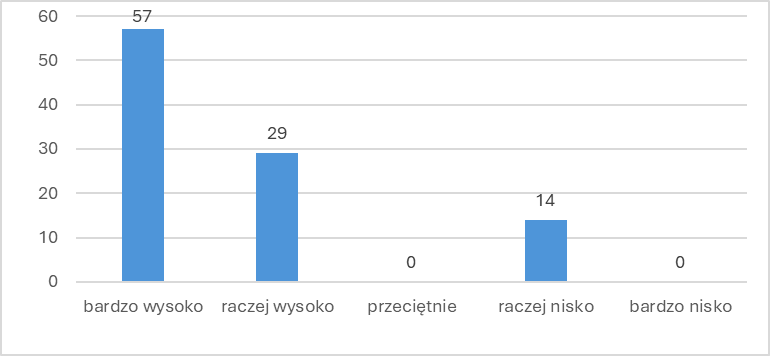 60
50
40
30
20
10
0
57
29
0
14
0
bardzo wysoko
raczej wysoko
przeciętnie
raczej nisko
bardzo nisko